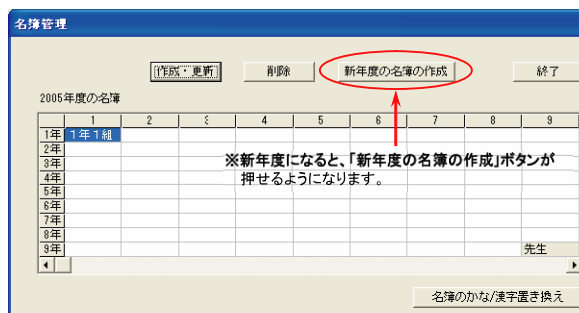 名簿管理
作成・更新 削除 新年度の名簿の作成 終了
2005年度の名簿
1 2 3 4 5 6 7 8 9
1年 1年1組
2年
3年
※新年度になると、「新年度の名簿の作成」ボタンが
4年
押せるようになります。
5年
6年
7年
8年
9年 先生
名簿のかな/漢字置き換え